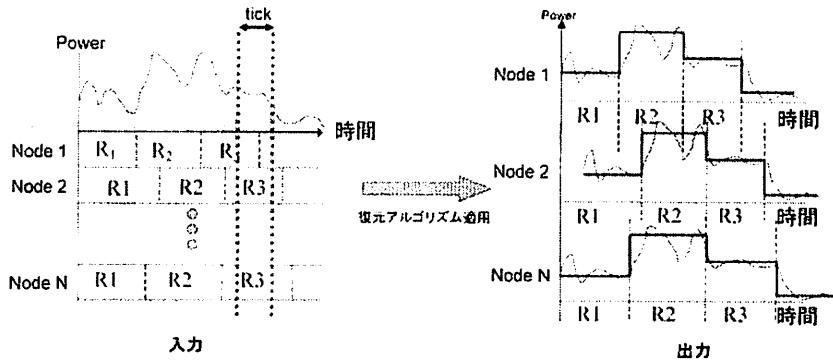 tick
Power
時間
Node 1 R₁ R₂ R
Node 2 R1 R2 R3
Node N R1 R2 R3
入力
復元アルゴリズム適用
Power
Node 1
R1 R2 R3 時間
Node 2
R1 R2 R3 時間
Node N
R1 R2 R3 時間
出力